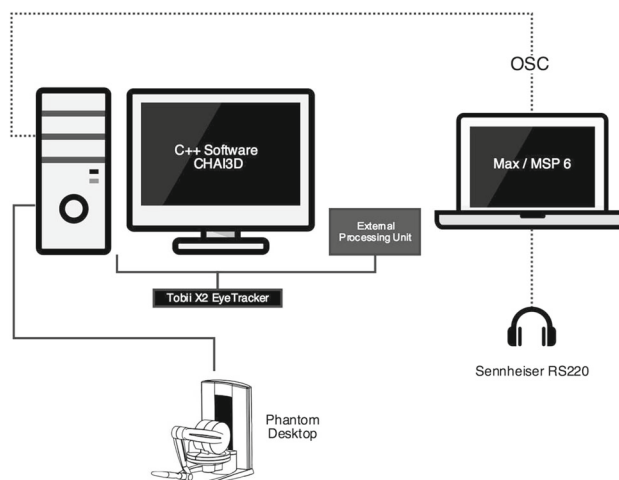 OSC
C++ Software
CHAI3D
Max / MSP 6
External
Processing Unit
Tobii X2 EyeTracker
Sennheiser RS220
Phantom
Desktop